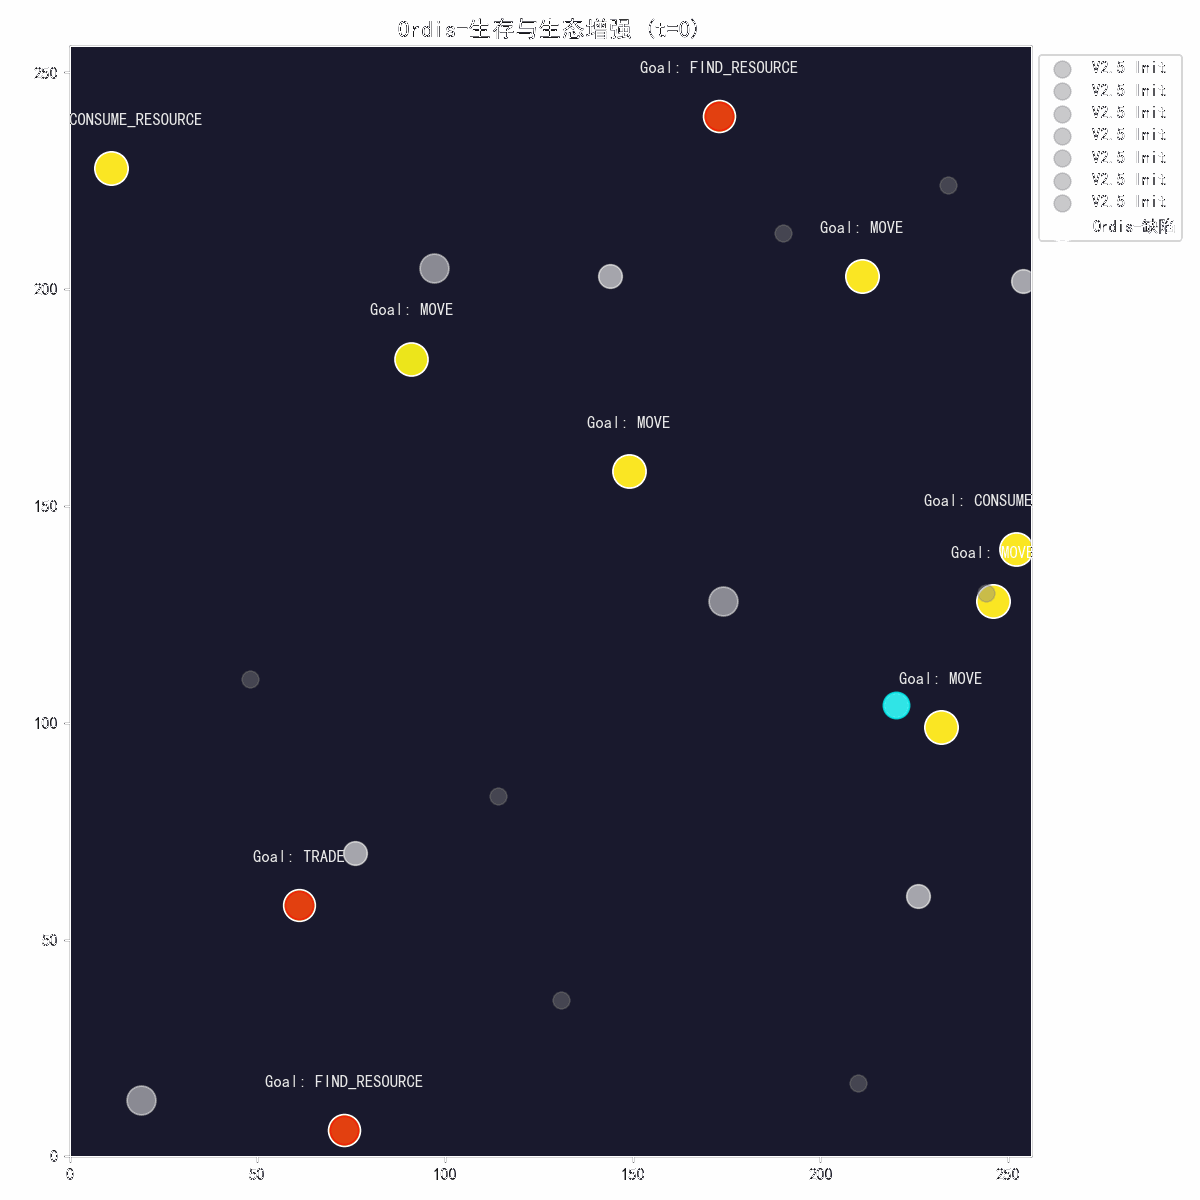 Ordis-生存与生态增强 (t=0)
250
200
150
100
50
0
0
50
100
150
200
250
Goal: FIND_RESOURCE
CONSUME_RESOURCE
Goal: MOVE
Goal: MOVE
Goal: MOVE
Goal: CONSUME
Goal: MOVE
Goal: MOVE
Goal: TRADE
Goal: FIND_RESOURCE
V2.5 Init
V2.5 Init
V2.5 Init
V2.5 Init
V2.5 Init
V2.5 Init
V2.5 Init
Ordis-缺陷